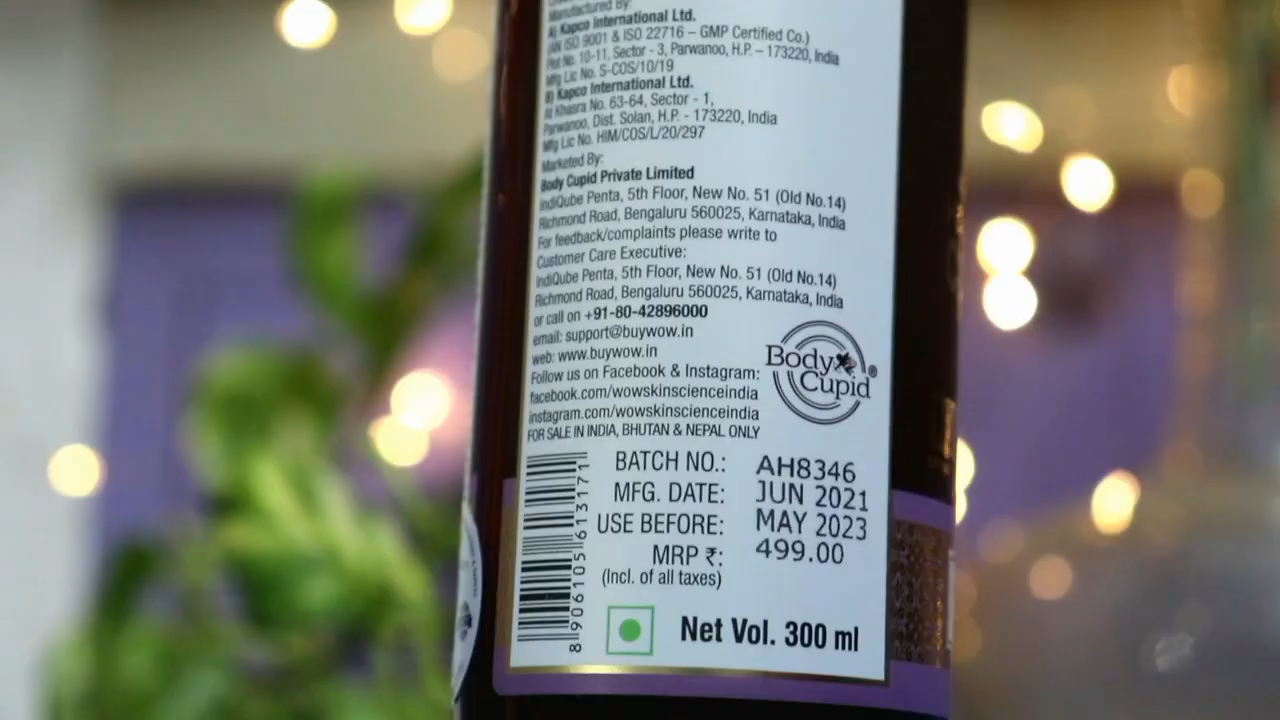 Manufactured By:
A) Kapco International Ltd.
(AN ISO 9001 & ISO 22716 – GMP Certified Co.)
Plot No. 10-11, Sector - 3, Parwanoo, H.P. – 173220, India
Mfg Lic No. S-COS/10/19
B) Kapco International Ltd.
At Khasra No. 63-64, Sector - 1,
Parwanoo, Dist. Solan, H.P. - 173220, India
Mfg Lic No. HIM/COS/L/20/297
Marketed By:
Body Cupid Private Limited
IndiQube Penta, 5th Floor, New No. 51 (Old No.14)
Richmond Road, Bengaluru 560025, Karnataka, India
For feedback/complaints please write to
Customer Care Executive:
IndiQube Penta, 5th Floor, New No. 51 (Old No.14)
Richmond Road, Bengaluru 560025, Karnataka, India
or call on +91-80-42896000
email: support@buywow.in
web: www.buywow.in
Follow us on Facebook & Instagram:
facebook.com/wowskinscienceindia
instagram.com/wowskinscienceindia
FOR SALE IN INDIA, BHUTAN & NEPAL ONLY
Body
Cupid®
BATCH NO.: AH8346
MFG. DATE: JUN 2021
USE BEFORE: MAY 2023
MRP ₹: 499.00
(Incl. of all taxes)
8 906105 613171
Net Vol. 300 ml